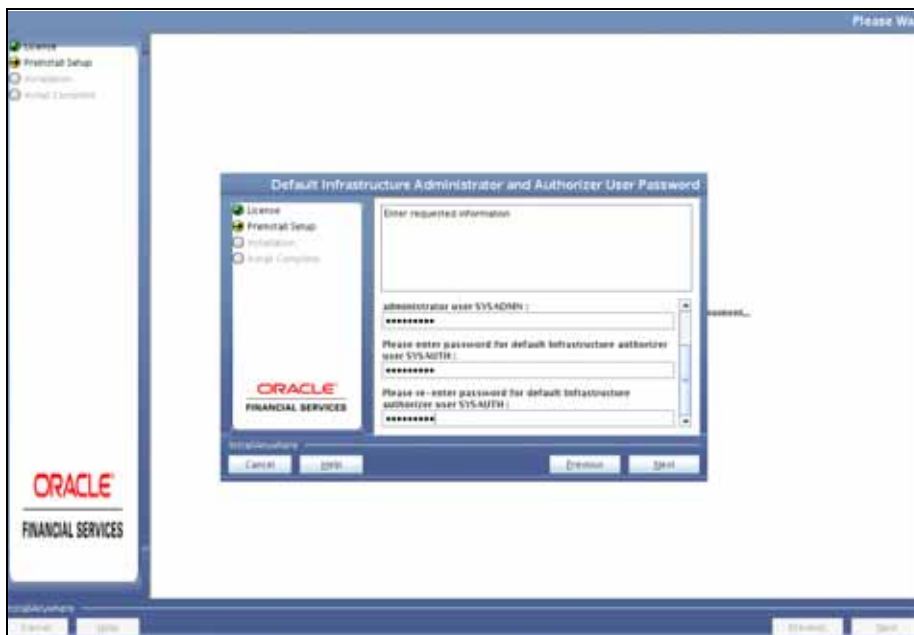 Please Wa
License
Preinstall Setup
Installation
Install Complete
Default Infrastructure Administrator and Authorizer User Password
License
Preinstall Setup
Installation
Install Complete
Enter requested information
administrator user SYSADMN :
•••••••••
Please enter password for default Infrastructure authorizer
user SYSAUTH :
•••••••••
Please re-enter password for default Infrastructure
authorizer user SYSAUTH :
•••••••••
ORACLE
FINANCIAL SERVICES
InstallAnywhere
Cancel
Help
Previous
Next
ORACLE
FINANCIAL SERVICES
InstallAnywhere
Cancel
Help
Previous
Next